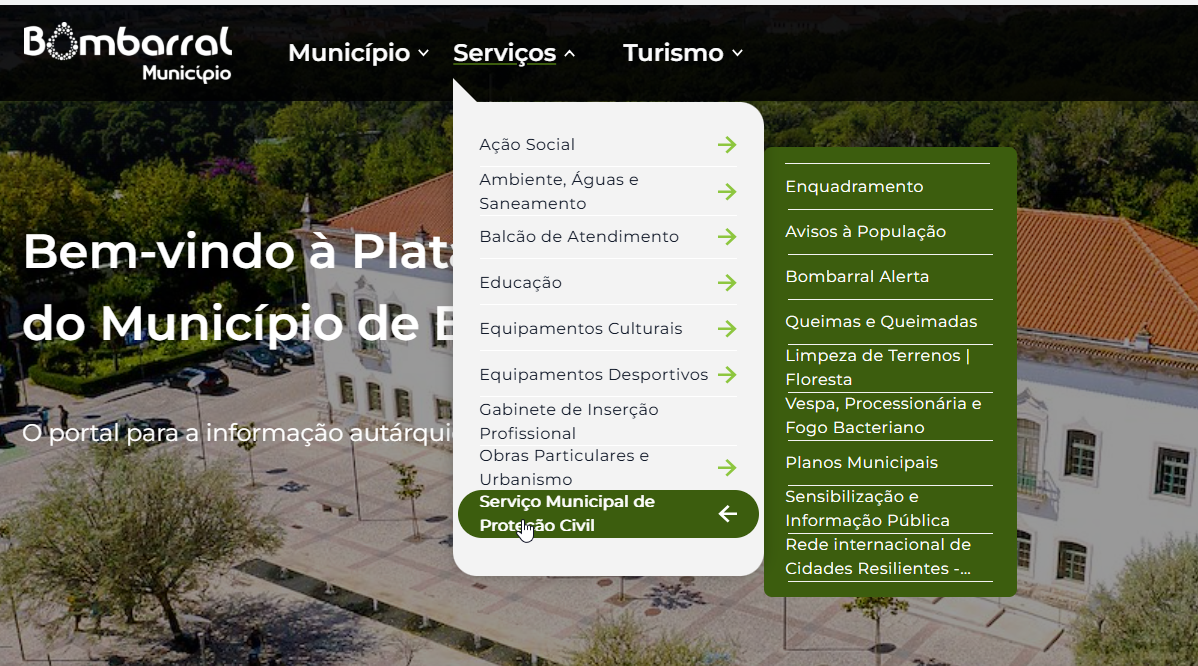 Bombarral
Município
Município
Serviços
Turismo
Bem-vindo à
do Município de
O portal para a informação
Ação Social
Ambiente, Águas e
Saneamento
Balcão de Atendimento
Educação
Equipamentos Culturais
Equipamentos Desportivos
Gabinete de Inserção
Profissional
Obras Particulares e
Urbanismo
Serviço Municipal de
Proteção Civil
Enquadramento
Avisos à População
Bombarral Alerta
Queimas e Queimadas
Limpeza de Terrenos |
Floresta
Vespa, Processionária e
Fogo Bacteriano
Planos Municipais
Sensibilização e
Informação Pública
Rede internacional de
Cidades Resilientes -...